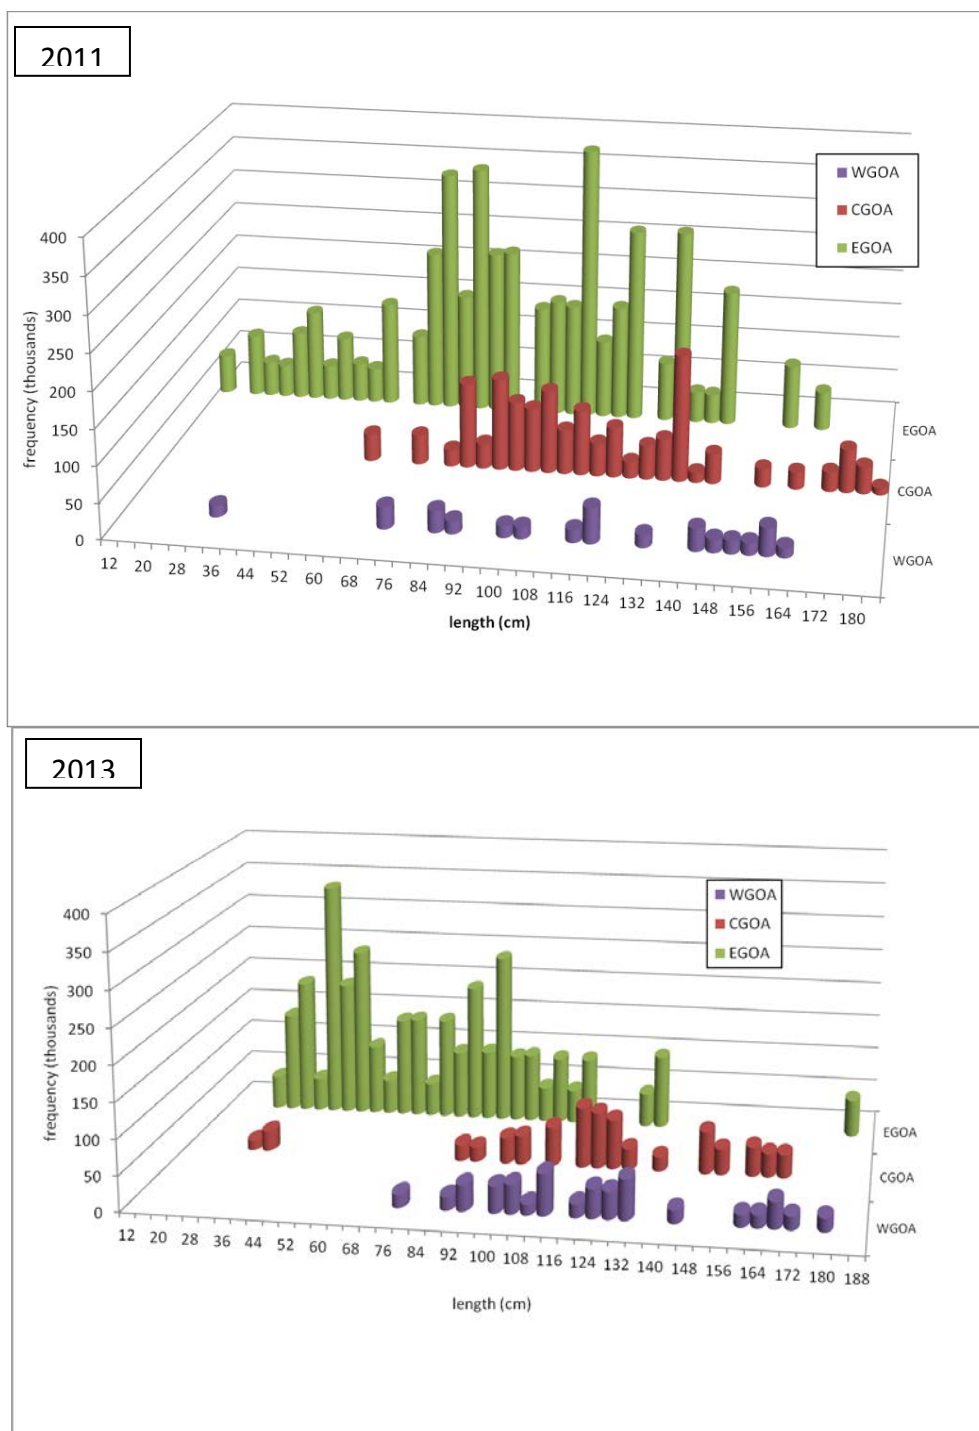 2011
WGOA
CGOA
EGOA
400
350
300
250
200
150
100
50
0
frequency (thousands)
EGOA
CGOA
WGOA
12 20 28 36 44 52 60 68 76 84 92 100 108 116 124 132 140 148 156 164 172 180
length (cm)
2013
WGOA
CGOA
EGOA
400
350
300
250
200
150
100
50
0
frequency (thousands)
EGOA
CGOA
WGOA
12 20 28 36 44 52 60 68 76 84 92 100 108 116 124 132 140 148 156 164 172 180 188
length (cm)